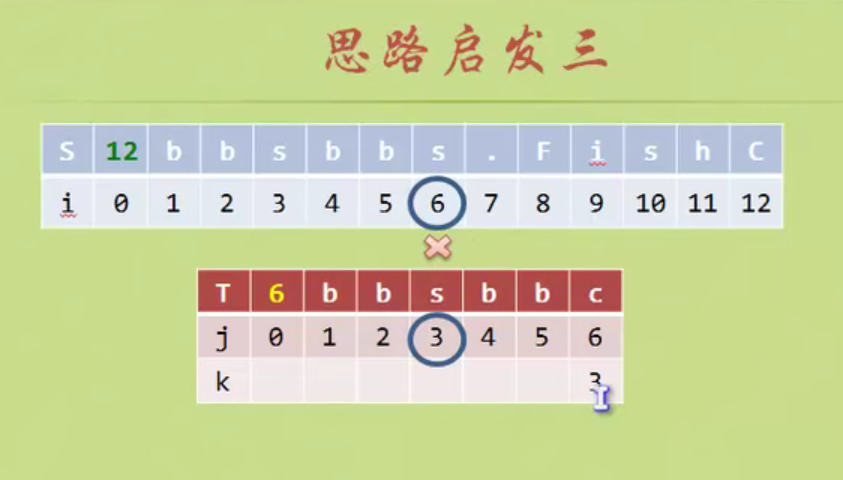 思路启发三
S 12 b b s b b s . F i s h C
i 0 1 2 3 4 5 6 7 8 9 10 11 12
T 6 b b s b b c
j 0 1 2 3 4 5 6
k 3